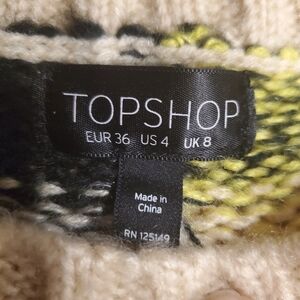 TOPSHOP
EUR 36 US 4 UK 8
Made in
China
RN 125149